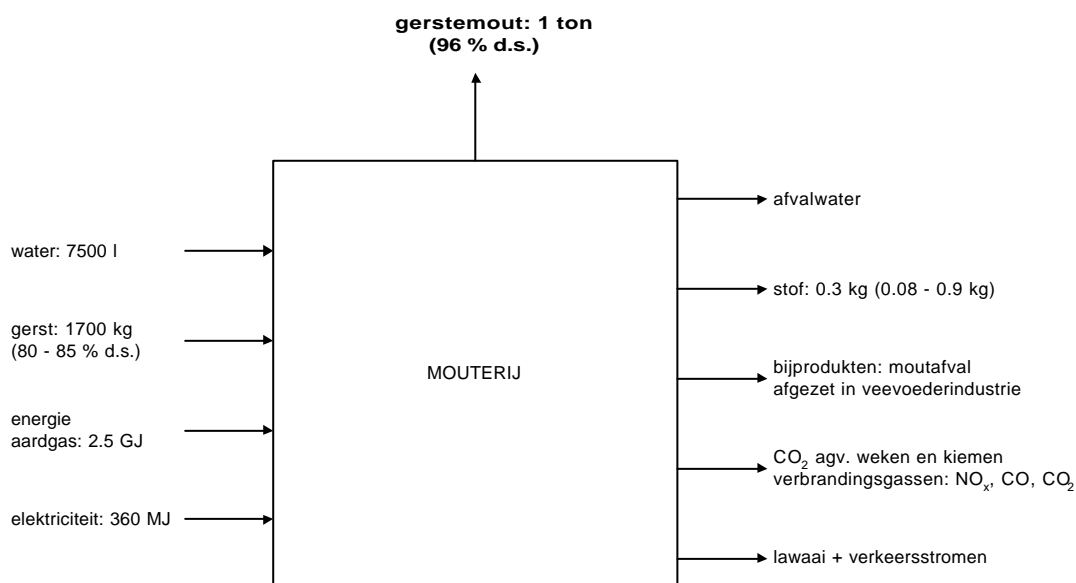 gerstemout: 1 ton
(96 % d.s.)
water: 7500 l
gerst: 1700 kg
(80 - 85 % d.s.)
energie
aardgas: 2.5 GJ
elektriciteit: 360 MJ
MOUTERIJ
afvalwater
stof: 0.3 kg (0.08 - 0.9 kg)
bijprodukten: moutafval
afgezet in veevoederindustrie
CO₂ agv. weken en kiemen
verbrandingsgassen: NOₓ, CO, CO₂
lawaai + verkeersstromen